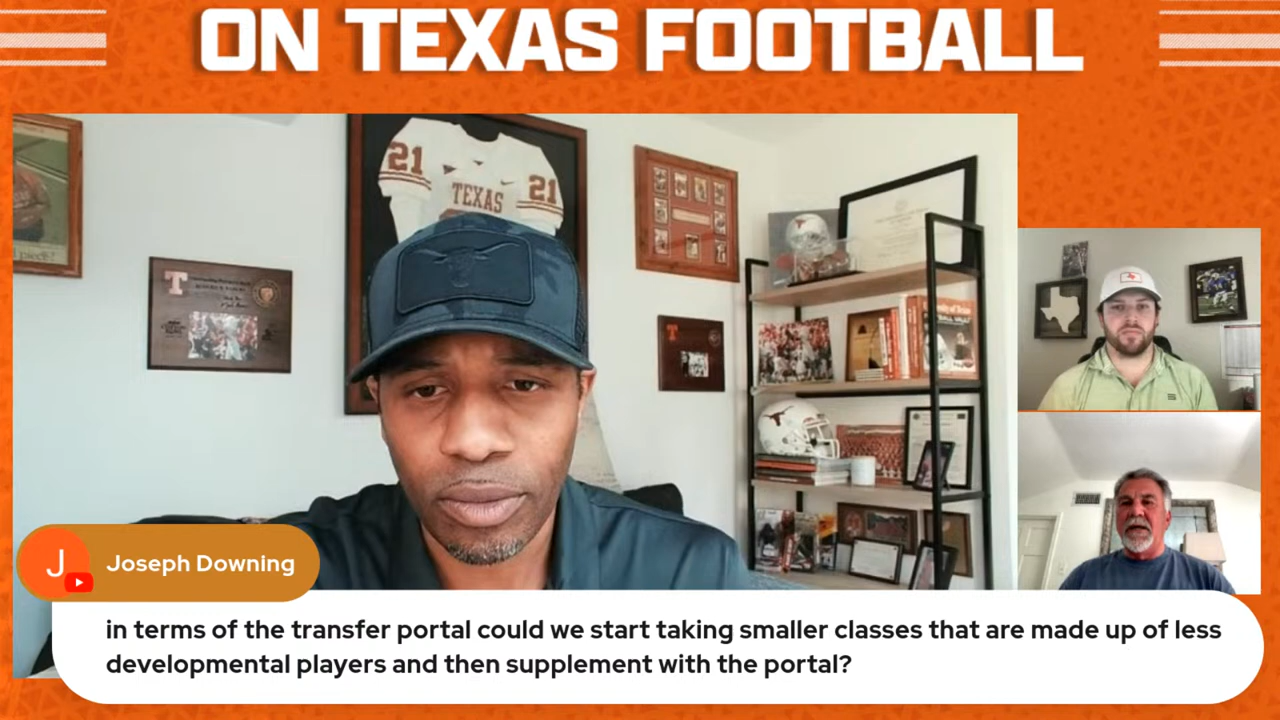 ON TEXAS FOOTBALL
21
21
TEXAS
T
T
J
Joseph Downing
in terms of the transfer portal could we start taking smaller classes that are made up of less
developmental players and then supplement with the portal?